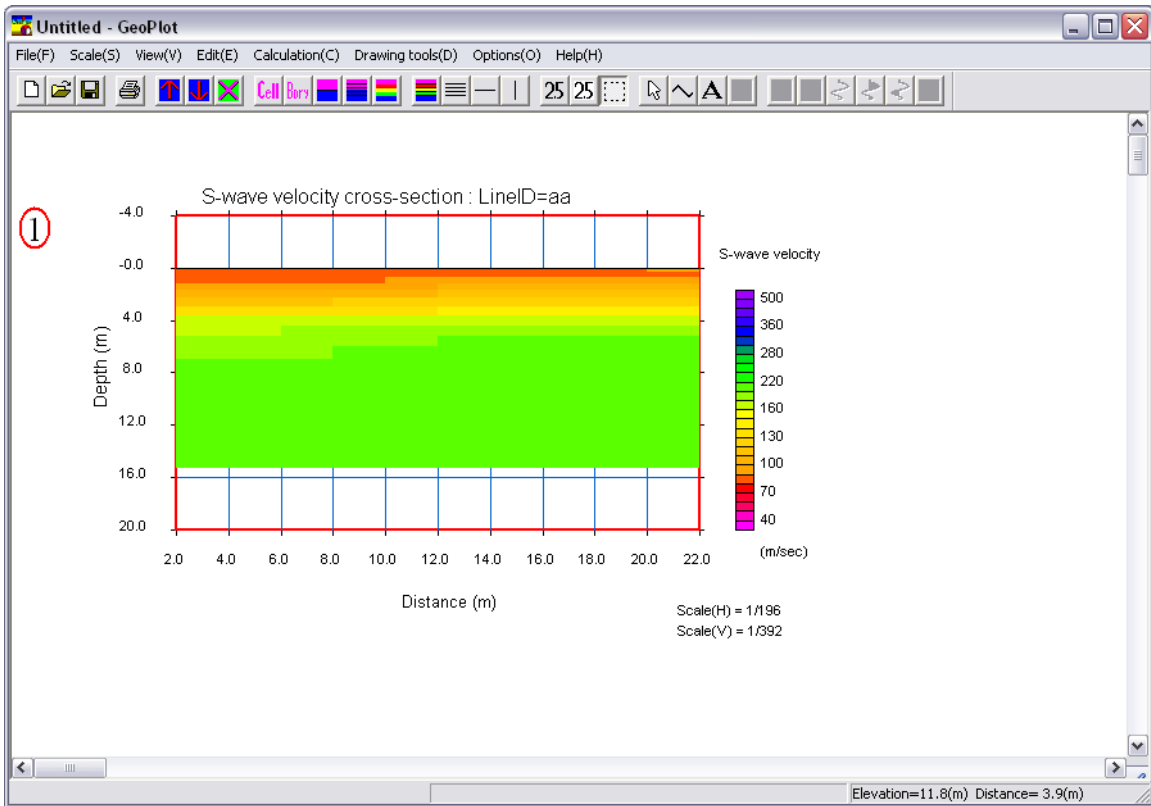 Untitled - GeoPlot
File(F) Scale(S) View(V) Edit(E) Calculation(C) Drawing tools(D) Options(O) Help(H)
Cell Bory 25 25 A
1
S-wave velocity cross-section : LineID=aa
-4.0
-0.0
4.0
8.0
12.0
16.0
20.0
Depth (m)
2.0 4.0 6.0 8.0 10.0 12.0 14.0 16.0 18.0 20.0 22.0
Distance (m)
S-wave velocity
500
360
280
220
160
130
100
70
40
(m/sec)
Scale(H) = 1/196
Scale(V) = 1/392
Elevation=11.8(m) Distance= 3.9(m)